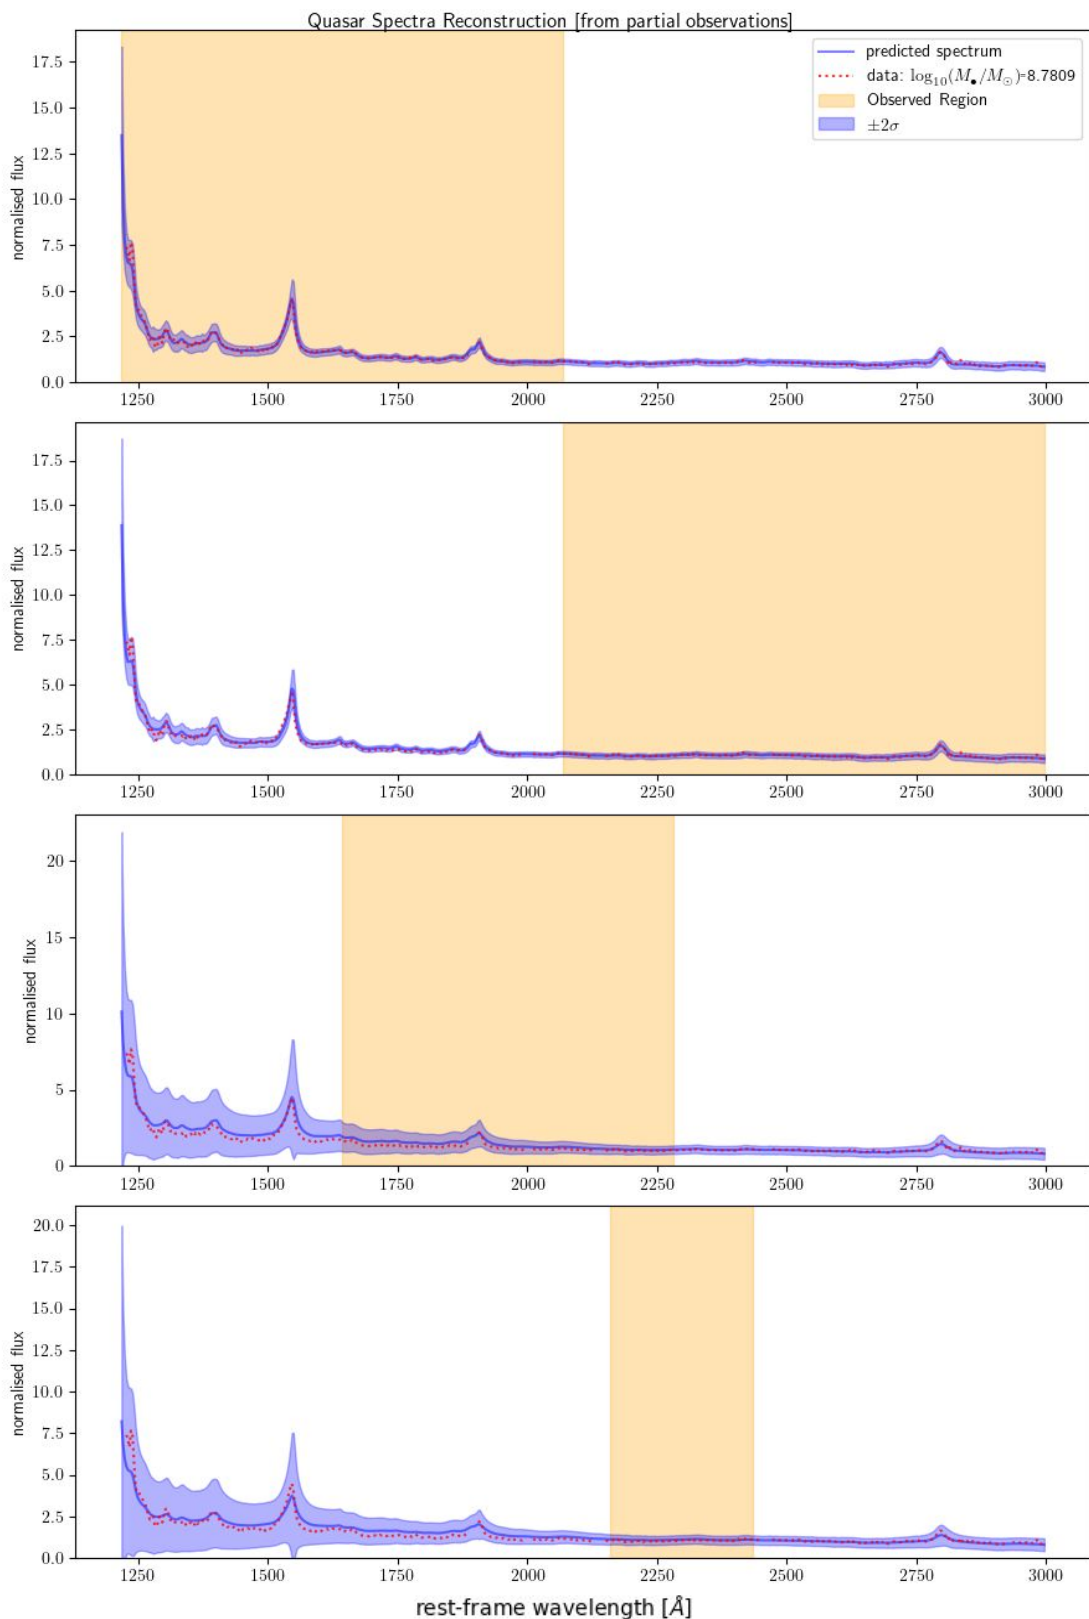 Quasar Spectra Reconstruction [from partial observations]
predicted spectrum
data: log₁₀(M•/M⊙)=8.7809
Observed Region
±2σ
normalised flux
17.5
15.0
12.5
10.0
7.5
5.0
2.5
0.0
1250 1500 1750 2000 2250 2500 2750 3000
normalised flux
17.5
15.0
12.5
10.0
7.5
5.0
2.5
0.0
1250 1500 1750 2000 2250 2500 2750 3000
normalised flux
20
15
10
5
0
1250 1500 1750 2000 2250 2500 2750 3000
normalised flux
20.0
17.5
15.0
12.5
10.0
7.5
5.0
2.5
0.0
1250 1500 1750 2000 2250 2500 2750 3000
rest-frame wavelength [Å]